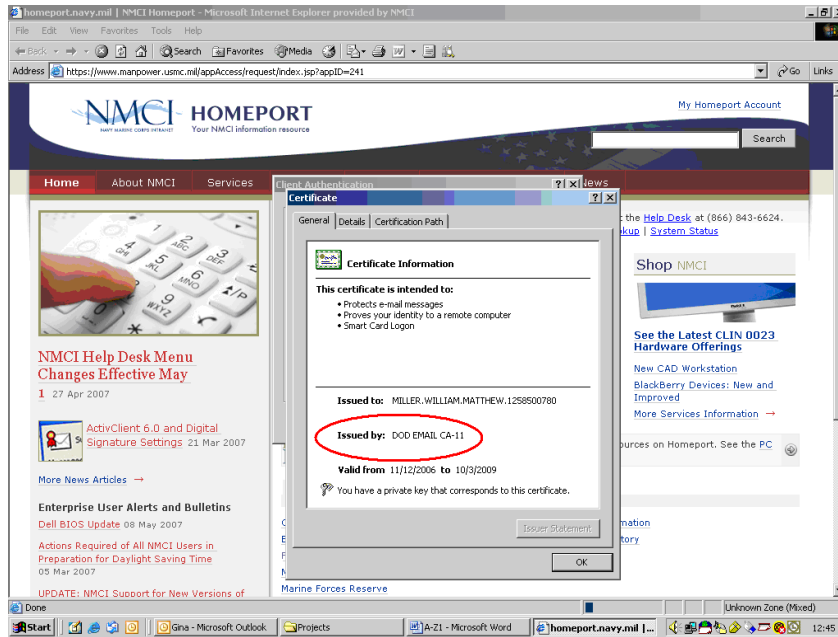 homeport.navy.mil | NMCI Homeport - Microsoft Internet Explorer provided by NMCI
File Edit View Favorites Tools Help
Back Search Favorites Media
Address https://www.manpower.usmc.mil/appAccess/request/index.jsp?appID=241 Go Links
NMCI HOMEPORT
NAVY MARINE CORPS INTRANET Your NMCI information resource
My Homeport Account
Search
Home About NMCI Services News
Client Authentication
Certificate
General Details Certification Path
Certificate Information
This certificate is intended to:
• Protects e-mail messages
• Proves your identity to a remote computer
• Smart Card Logon
Issued to: MILLER.WILLIAM.MATTHEW.1258500780
Issued by: DOD EMAIL CA-11
Valid from 11/12/2006 to 10/3/2009
You have a private key that corresponds to this certificate.
Issuer Statement
OK
NMCI Help Desk Menu
Changes Effective May
1 27 Apr 2007
ActivClient 6.0 and Digital
Signature Settings 21 Mar 2007
More News Articles →
Enterprise User Alerts and Bulletins
Dell BIOS Update 08 May 2007
Actions Required of All NMCI Users in
Preparation for Daylight Saving Time
05 Mar 2007
UPDATE: NMCI Support for New Versions of
the Help Desk at (866) 843-6624.
| System Status
Shop NMCI
See the Latest CLIN 0023
Hardware Offerings
New CAD Workstation
BlackBerry Devices: New and
Improved
More Services Information →
on Homeport. See the PC
Marine Forces Reserve
Done Unknown Zone (Mixed)
Start Gina - Microsoft Outlook Projects A-Z1 - Microsoft Word homeport.navy.mil |... 12:45